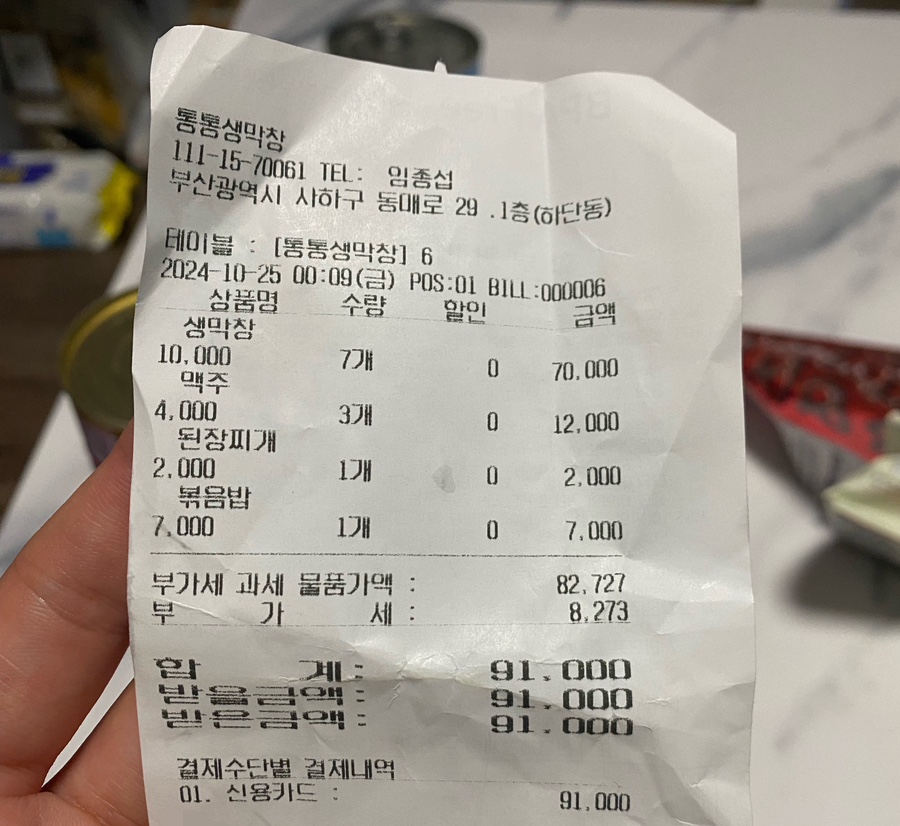 통통생막창
111-15-70061 TEL: 임종섭
부산광역시 사하구 동매로 29 .1층(하단동)
테이블 : [통통생막창] 6
2024-10-25 00:09(금) POS:01 BILL:000006
상품명 수량 할인 금액
생막창
10,000 7개 0 70,000
맥주
4,000 3개 0 12,000
된장찌개
2,000 1개 0 2,000
볶음밥
7,000 1개 0 7,000
부가세 과세 물품가액 : 82,727
부 가 세 : 8,273
합 계: 91,000
받을금액: 91,000
받은금액: 91,000
결제수단별 결제내역
01. 신용카드 : 91,000